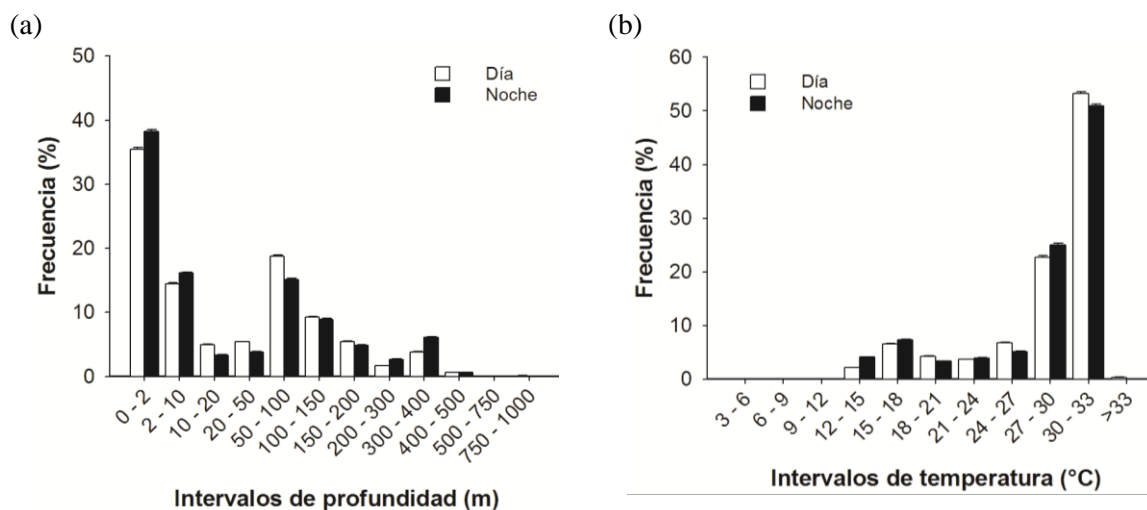 (a)
50
40
30
20
10
0
Frecuencia (%)
Día
Noche
0 - 2
2 - 10
10 - 20
20 - 50
50 - 100
100 - 150
150 - 200
200 - 300
300 - 400
400 - 500
500 - 750
750 - 1000
Intervalos de profundidad (m)
(b)
60
50
40
30
20
10
0
Frecuencia (%)
Día
Noche
3 - 6
6 - 9
9 - 12
12 - 15
15 - 18
18 - 21
21 - 24
24 - 27
27 - 30
30 - 33
>33
Intervalos de temperatura (°C)